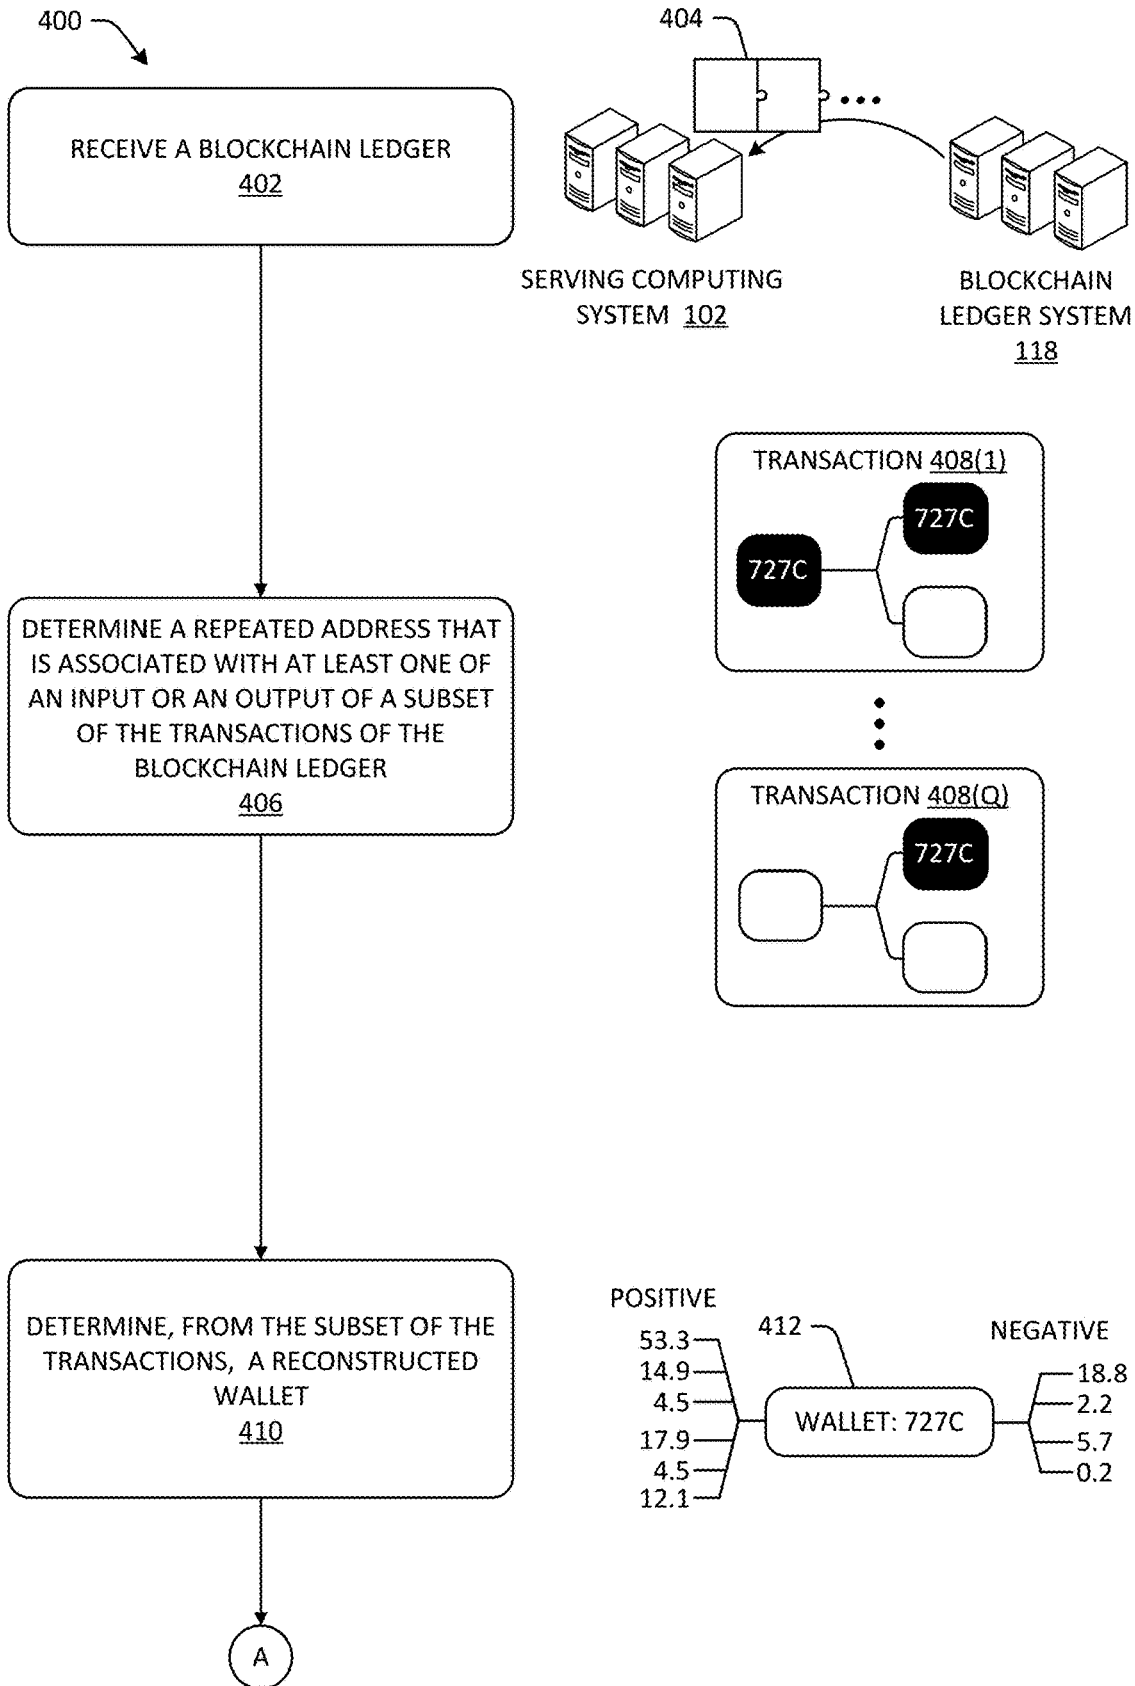 400
RECEIVE A BLOCKCHAIN LEDGER
402
404
SERVING COMPUTING
SYSTEM 102
BLOCKCHAIN
LEDGER SYSTEM
118
DETERMINE A REPEATED ADDRESS THAT
IS ASSOCIATED WITH AT LEAST ONE OF
AN INPUT OR AN OUTPUT OF A SUBSET
OF THE TRANSACTIONS OF THE
BLOCKCHAIN LEDGER
406
TRANSACTION 408(1)
727C
727C
TRANSACTION 408(Q)
727C
DETERMINE, FROM THE SUBSET OF THE
TRANSACTIONS, A RECONSTRUCTED
WALLET
410
POSITIVE
53.3
14.9
4.5
17.9
4.5
12.1
412
WALLET: 727C
NEGATIVE
18.8
2.2
5.7
0.2
A